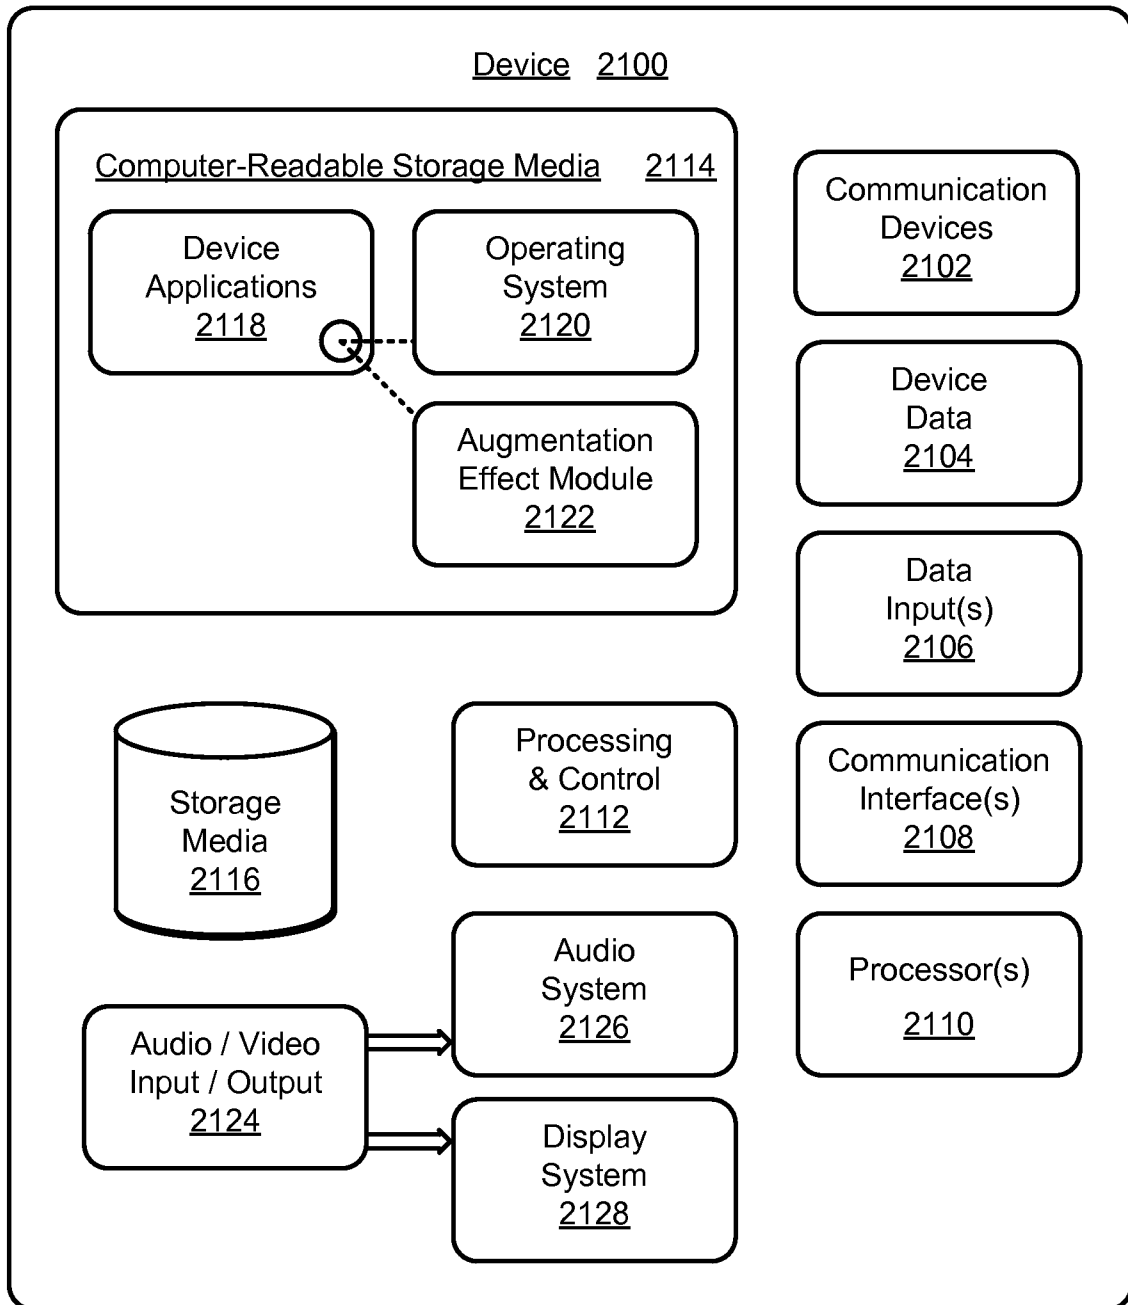 Device 2100
Computer-Readable Storage Media 2114
Device
Applications
2118
Operating
System
2120
Augmentation
Effect Module
2122
Communication
Devices
2102
Device
Data
2104
Data
Input(s)
2106
Communication
Interface(s)
2108
Processor(s)
2110
Storage
Media
2116
Processing
& Control
2112
Audio / Video
Input / Output
2124
Audio
System
2126
Display
System
2128